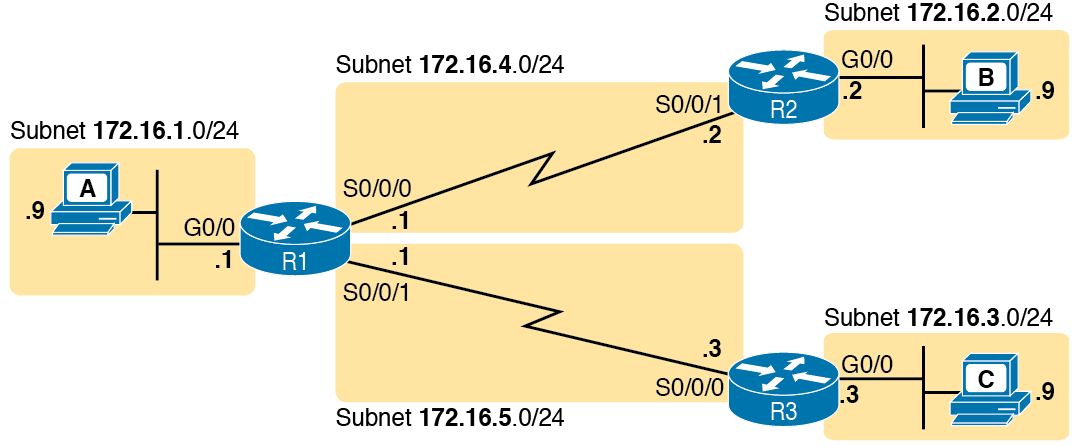 Subnet 172.16.2.0/24
G0/0
B
.2
.9
R2
Subnet 172.16.4.0/24
S0/0/1
.2
Subnet 172.16.1.0/24
A
.9
G0/0
.1
R1
S0/0/0
.1
.1
S0/0/1
Subnet 172.16.3.0/24
.3
S0/0/0
G0/0
C
.3
.9
R3
Subnet 172.16.5.0/24